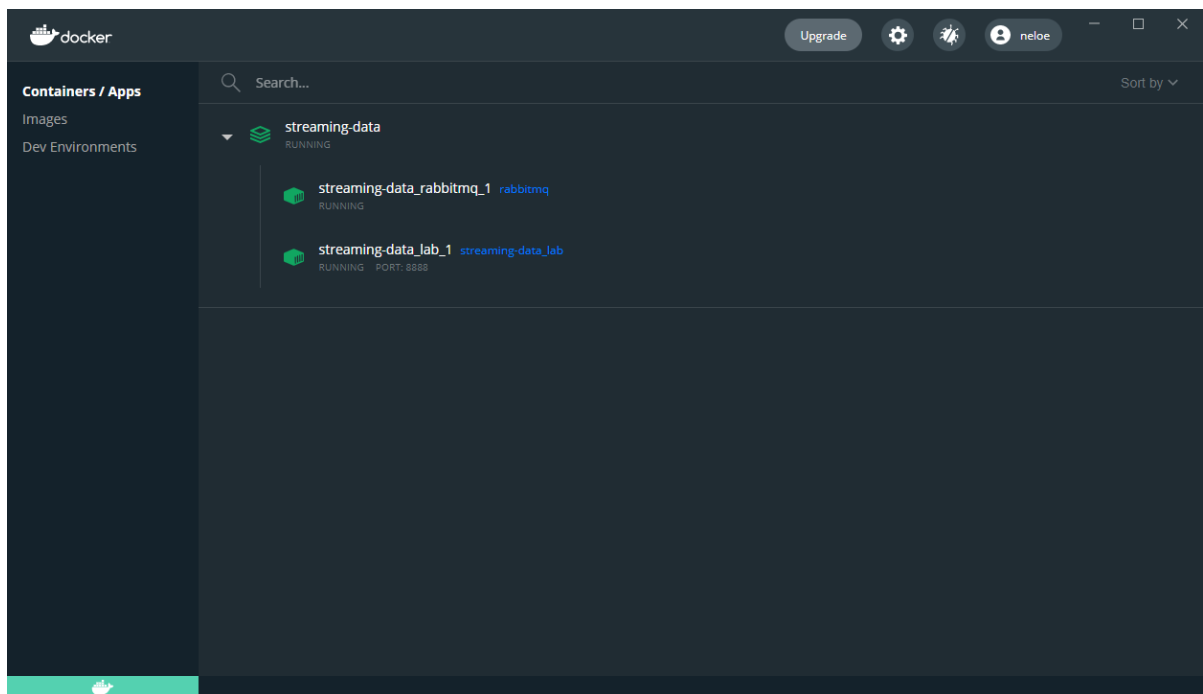 docker
Upgrade
neloe
Containers / Apps
Images
Dev Environments
Search...
Sort by
streaming-data
RUNNING
streaming-data_rabbitmq_1 rabbitmq
RUNNING
streaming-data_lab_1 streaming-data_lab
RUNNING PORT: 8888